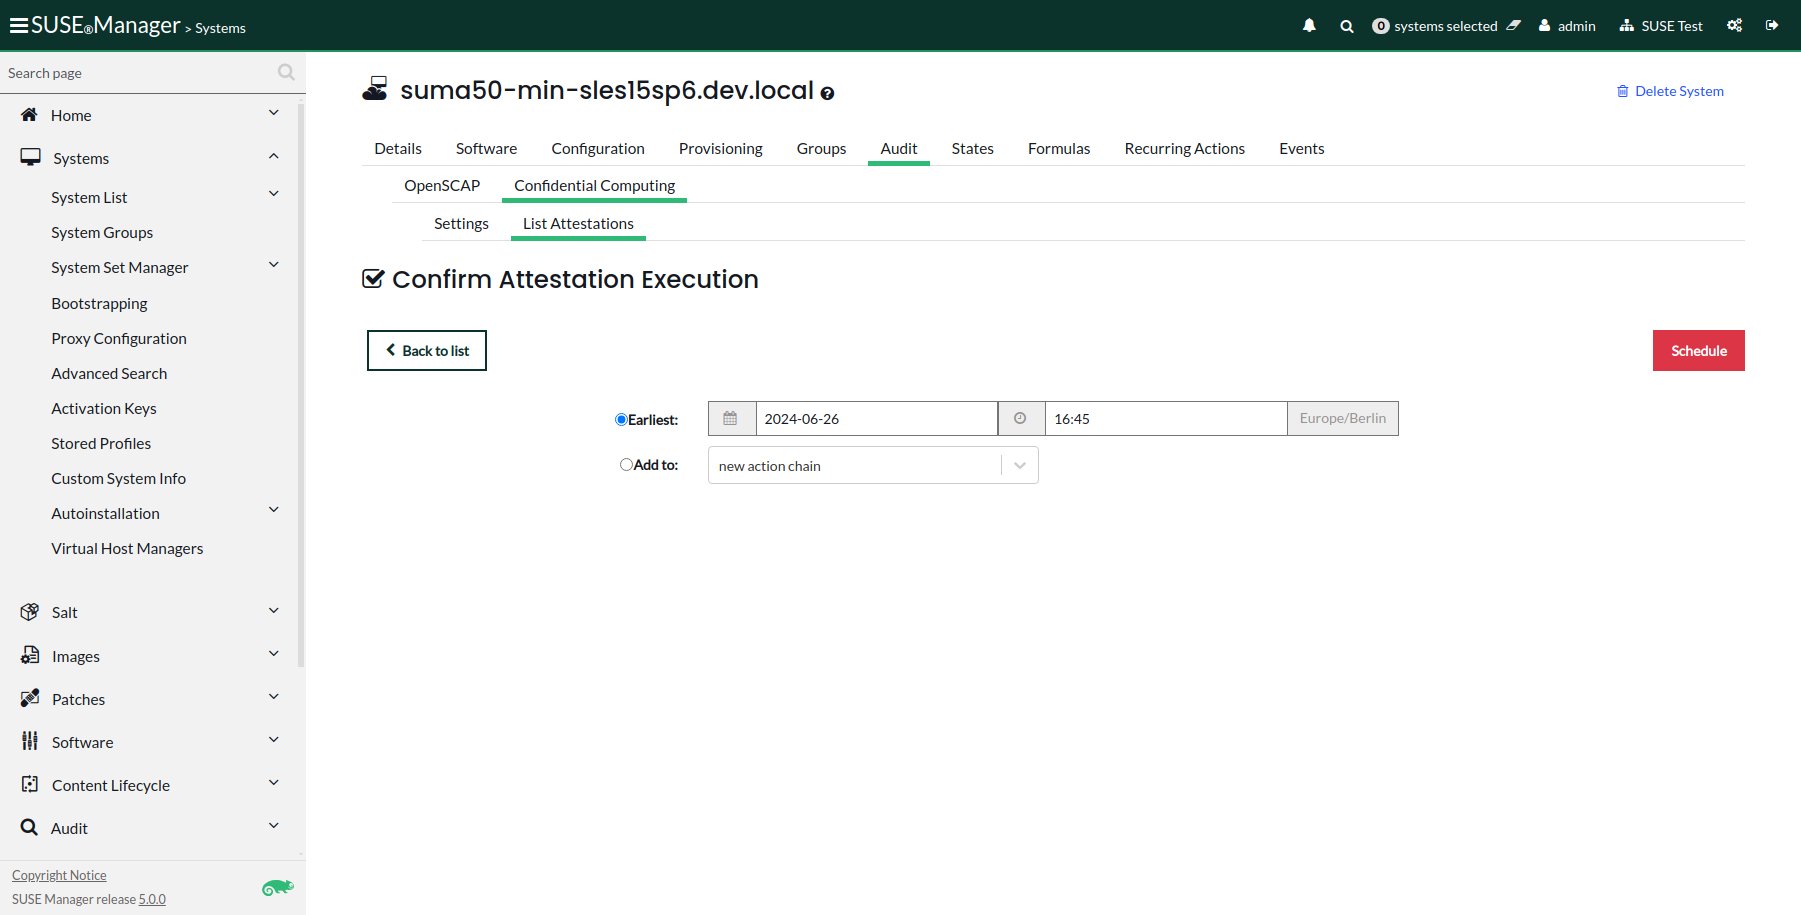 SUSE®Manager > Systems
0 systems selected admin SUSE Test
Search page
Home
Systems
System List
System Groups
System Set Manager
Bootstrapping
Proxy Configuration
Advanced Search
Activation Keys
Stored Profiles
Custom System Info
Autoinstallation
Virtual Host Managers
Salt
Images
Patches
Software
Content Lifecycle
Audit
Copyright Notice
SUSE Manager release 5.0.0
suma50-min-sles15sp6.dev.local
Delete System
Details Software Configuration Provisioning Groups Audit States Formulas Recurring Actions Events
OpenSCAP Confidential Computing
Settings List Attestations
Confirm Attestation Execution
Back to list
Schedule
Earliest: 2024-06-26 16:45 Europe/Berlin
Add to: new action chain